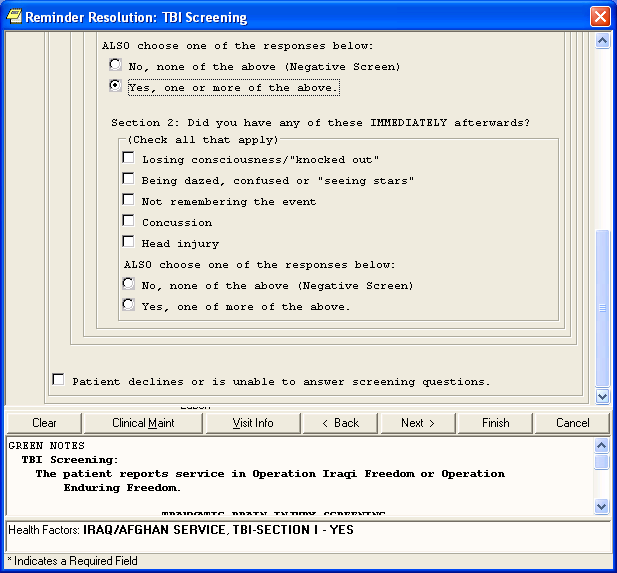 Reminder Resolution: TBI Screening
ALSO choose one of the responses below:
No, none of the above (Negative Screen)
Yes, one or more of the above.
Section 2: Did you have any of these IMMEDIATELY afterwards?
(Check all that apply)
Losing consciousness/"knocked out"
Being dazed, confused or "seeing stars"
Not remembering the event
Concussion
Head injury
ALSO choose one of the responses below:
No, none of the above (Negative Screen)
Yes, one of more of the above.
Patient declines or is unable to answer screening questions.
Clear Clinical Maint Visit Info < Back Next > Finish Cancel
GREEN NOTES
TBI Screening:
The patient reports service in Operation Iraqi Freedom or Operation
Enduring Freedom.
TRAUMATIC BRAIN INJURY SCREENING
Health Factors: IRAQ/AFGHAN SERVICE, TBI-SECTION I - YES
* Indicates a Required Field